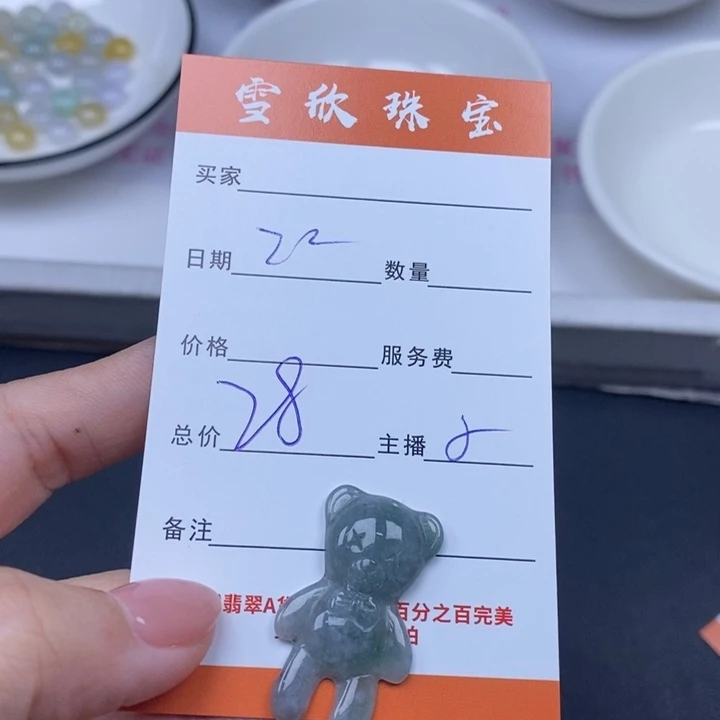 雪欣珠宝
买家
日期 22 数量
价格 服务费
总价 28 主播
备注
翡翠A 百分之百完美
拍